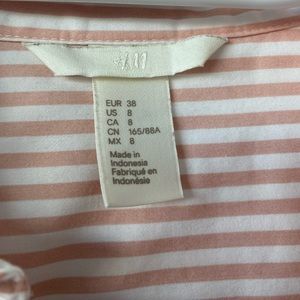 H&M
EUR 38
US 8
CA 8
CN 165/88A
MX 8
Made in
Indonesia
Fabriqué en
Indonésie